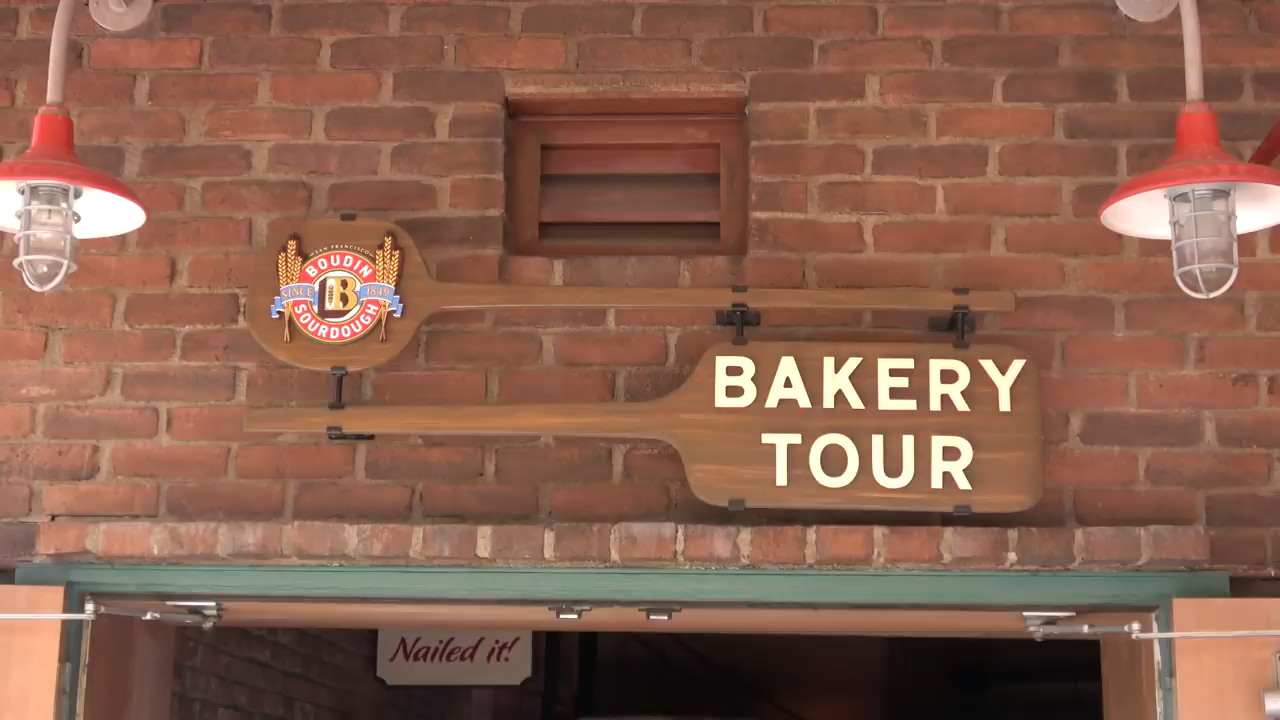 SAN FRANCISCO
BOUDIN
SINCE B 1849
SOURDOUGH
BAKERY
TOUR
Nailed it!